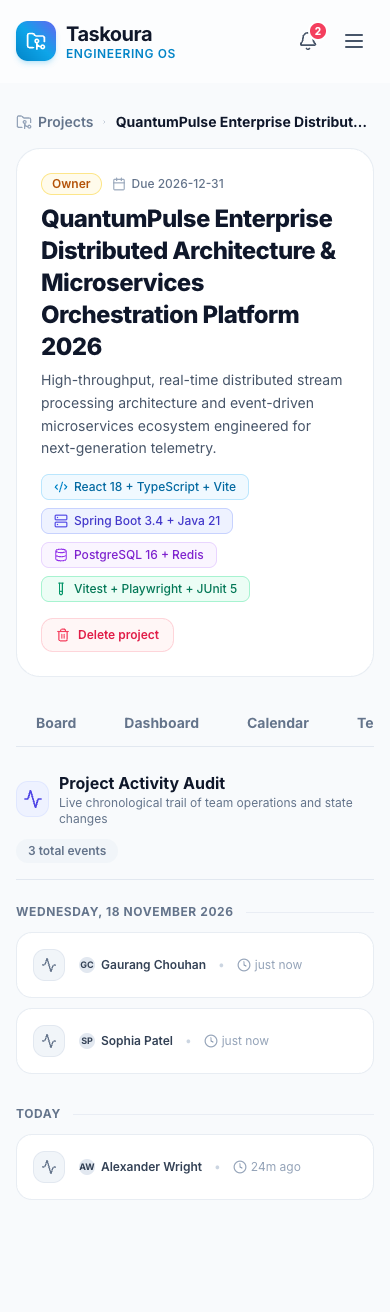 Taskoura
ENGINEERING OS
2
Projects
QuantumPulse Enterprise Distribut...
Owner
Due 2026-12-31
QuantumPulse Enterprise
Distributed Architecture &
Microservices
Orchestration Platform
2026
High-throughput, real-time distributed stream
processing architecture and event-driven
microservices ecosystem engineered for
next-generation telemetry.
React 18 + TypeScript + Vite
Spring Boot 3.4 + Java 21
PostgreSQL 16 + Redis
Vitest + Playwright + JUnit 5
Delete project
Board Dashboard Calendar Te
Project Activity Audit
Live chronological trail of team operations and state
changes
3 total events
WEDNESDAY, 18 NOVEMBER 2026
GC Gaurang Chouhan • just now
SP Sophia Patel • just now
TODAY
AW Alexander Wright • 24m ago